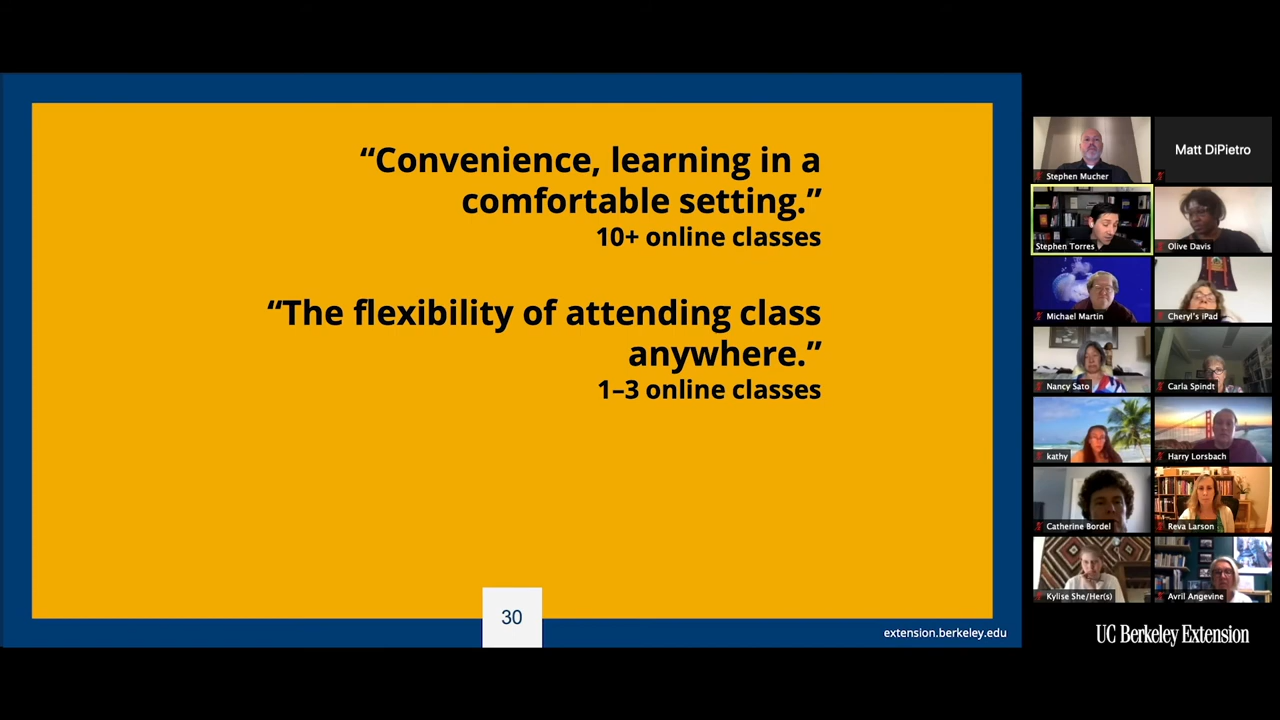 “Convenience, learning in a
comfortable setting.”
10+ online classes
“The flexibility of attending class
anywhere.”
1–3 online classes
30
extension.berkeley.edu
Stephen Mucher
Matt DiPietro
Stephen Torres
Olive Davis
Michael Martin
Cheryl's iPad
Nancy Sato
Carla Spindt
kathy
Harry Lorsbach
Catherine Bordel
Reva Larson
Kylise She/Her(s)
Avril Angevine
UC Berkeley Extension